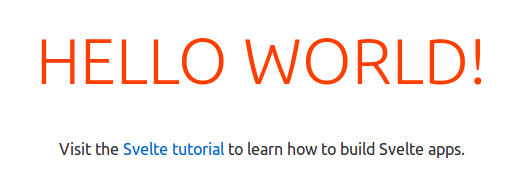 HELLO WORLD!
Visit the Svelte tutorial to learn how to build Svelte apps.